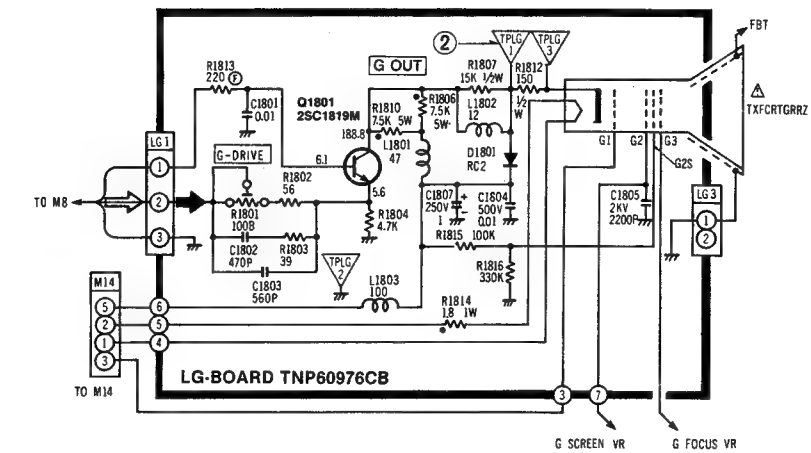 FBT
2
TPLG
1
TPLG
3
G OUT
R1813
220 F
C1801
0.01
Q1801
2SC1819M
R1807
15K ½W
R1812
150
½
W
R1806
7.5K
5W
L1802
12
R1810
7.5K 5W
188.8
TXFCRTGRRZ
LG1
1
G-DRIVE
6.1
L1801
47
D1801
RC2
G1
G2
G3
G2S
TO M8
2
R1802
56
5.6
R1801
100B
R1804
4.7K
C1807
250V
1
C1804
500V
0.01
C1805
2KV
2200P
LG3
1
2
3
C1802
470P
R1803
39
R1815 100K
TPLG
2
C1803
560P
R1816
330K
M14
5
2
1
3
L1803
100
6
5
4
R1814
1.8 1W
LG-BOARD TNP60976CB
TO M14
3
7
G SCREEN VR
G FOCUS VR